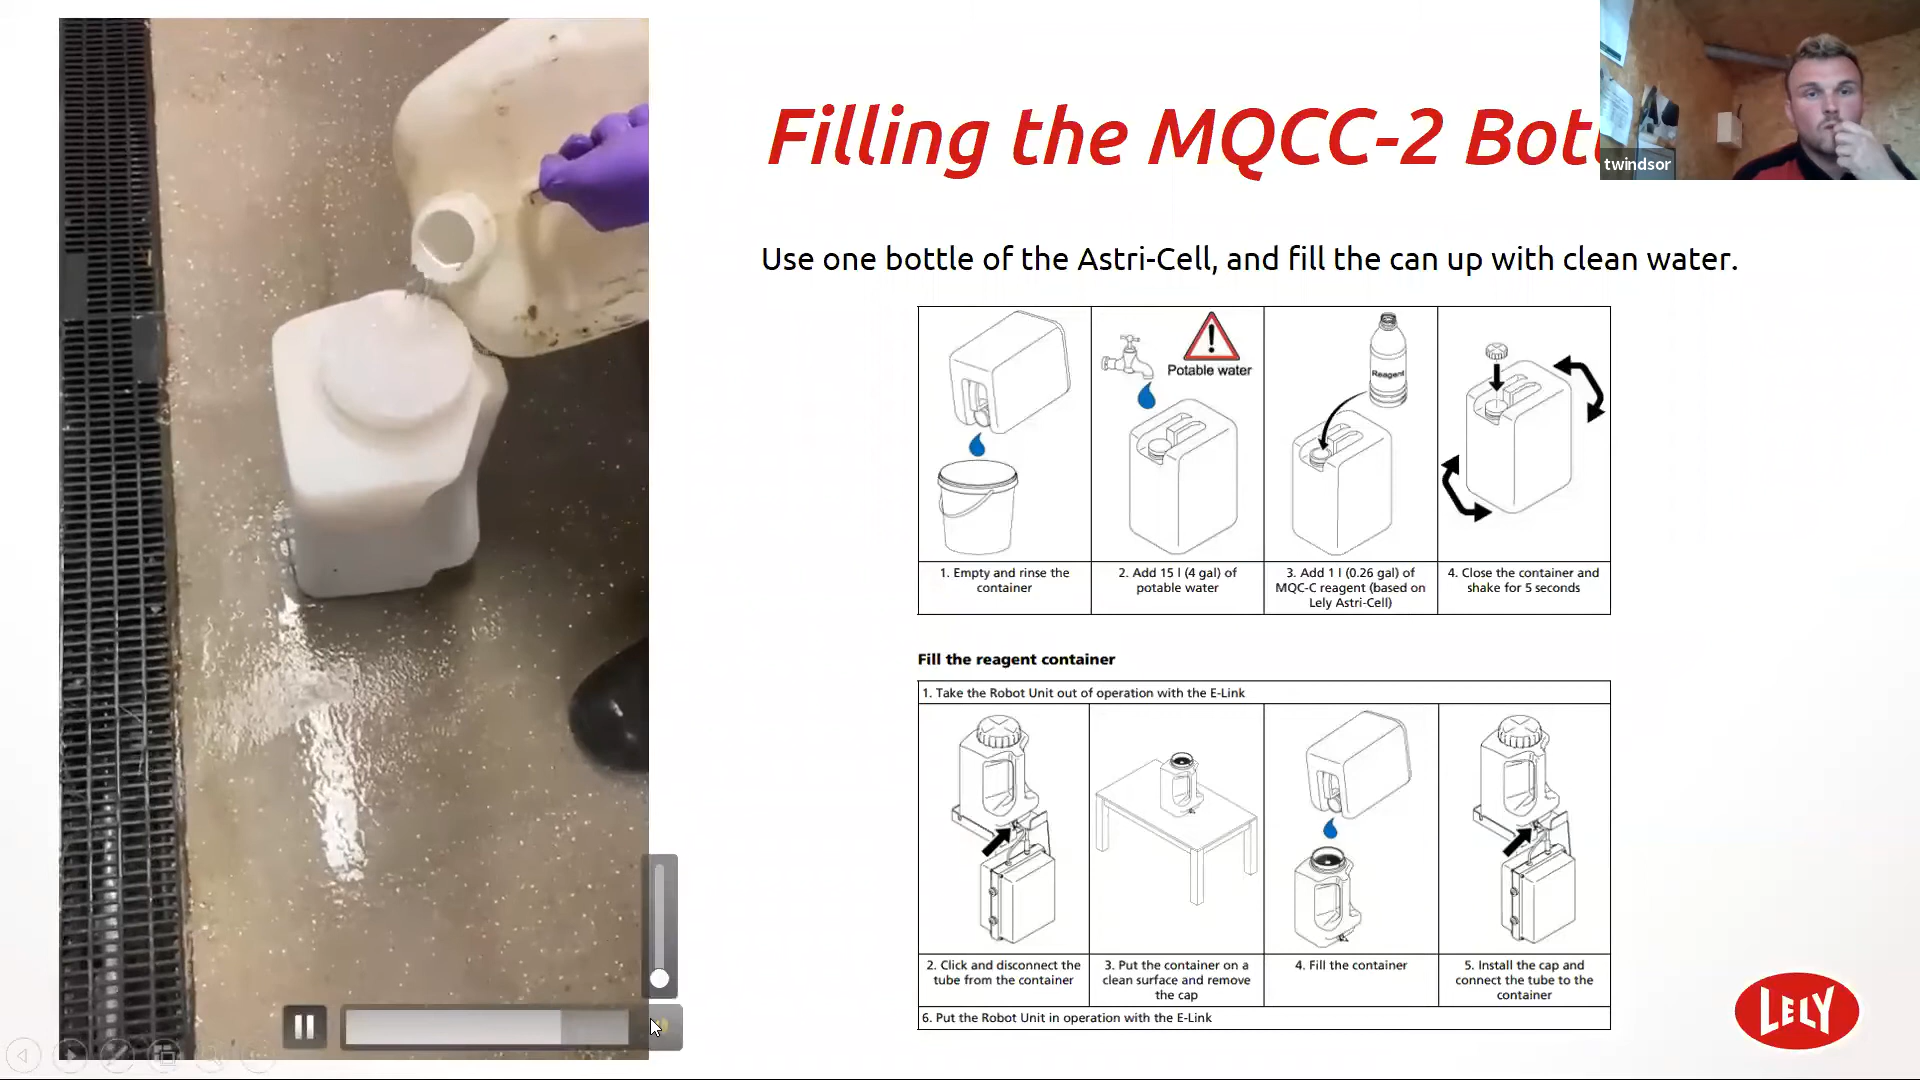 Filling the MQCC-2 Bot
twindsor
Use one bottle of the Astri-Cell, and fill the can up with clean water.
Potable water
Reagent
1. Empty and rinse the
container
2. Add 15 l (4 gal) of
potable water
3. Add 1 l (0.26 gal) of
MQC-C reagent (based on
Lely Astri-Cell)
4. Close the container and
shake for 5 seconds
Fill the reagent container
1. Take the Robot Unit out of operation with the E-Link
2. Click and disconnect the
tube from the container
3. Put the container on a
clean surface and remove
the cap
4. Fill the container
5. Install the cap and
connect the tube to the
container
6. Put the Robot Unit in operation with the E-Link
LELY